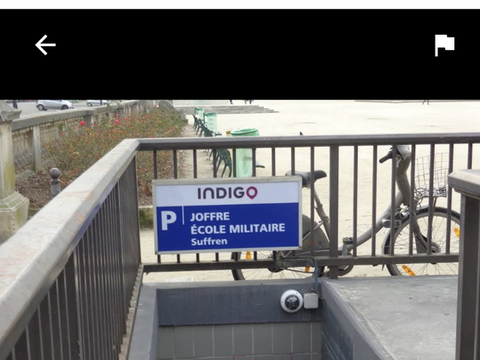 INDIGO
P
JOFFRE
ÉCOLE MILITAIRE
Suffren